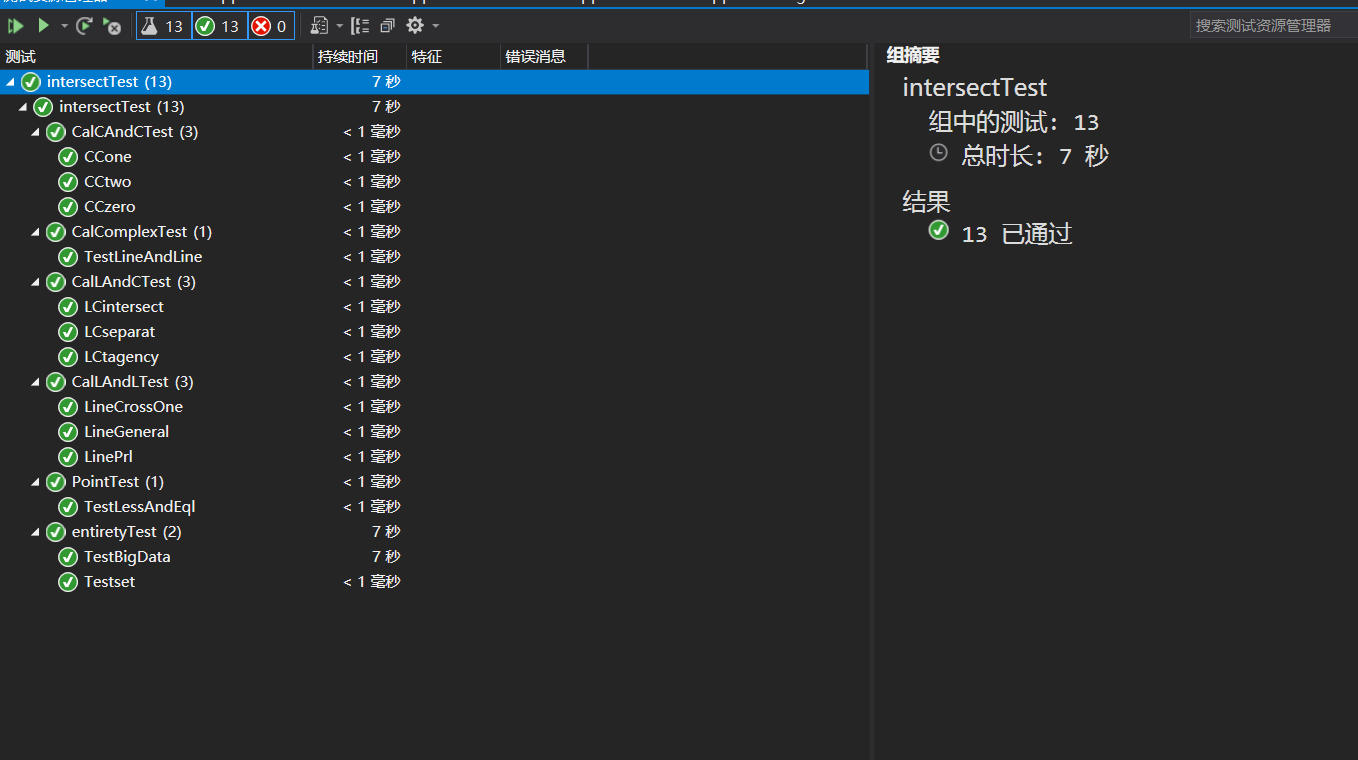 13 13 0
搜索测试资源管理器
测试 持续时间 特征 错误消息
intersectTest (13) 7 秒
intersectTest (13) 7 秒
CalCAndCTest (3) < 1 毫秒
CCone < 1 毫秒
CCtwo < 1 毫秒
CCzero < 1 毫秒
CalComplexTest (1) < 1 毫秒
TestLineAndLine < 1 毫秒
CalLAndCTest (3) < 1 毫秒
LCintersect < 1 毫秒
LCseparat < 1 毫秒
LCtagency < 1 毫秒
CalLAndLTest (3) < 1 毫秒
LineCrossOne < 1 毫秒
LineGeneral < 1 毫秒
LinePrl < 1 毫秒
PointTest (1) < 1 毫秒
TestLessAndEql < 1 毫秒
entiretyTest (2) 7 秒
TestBigData 7 秒
Testset < 1 毫秒
组摘要
intersectTest
组中的测试: 13
总时长: 7 秒
结果
13 已通过